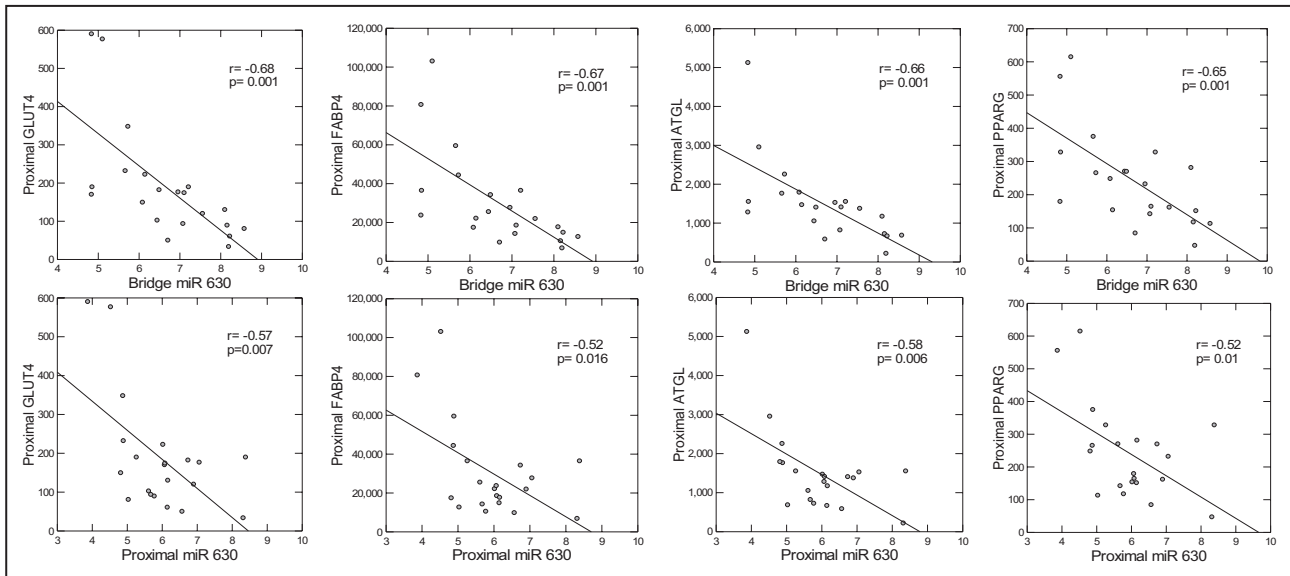 Proximal GLUT4
600
500
400
300
200
100
0
4 5 6 7 8 9 10
Bridge miR 630
r= -0.68
p= 0.001
Proximal FABP4
120,000
100,000
80,000
60,000
40,000
20,000
0
4 5 6 7 8 9 10
Bridge miR 630
r= -0.67
p= 0.001
Proximal ATGL
6,000
5,000
4,000
3,000
2,000
1,000
0
4 5 6 7 8 9 10
Bridge miR 630
r= -0.66
p= 0.001
Proximal PPARG
700
600
500
400
300
200
100
0
4 5 6 7 8 9 10
Bridge miR 630
r= -0.65
p= 0.001
Proximal GLUT4
600
500
400
300
200
100
0
3 4 5 6 7 8 9 10
Proximal miR 630
r= -0.57
p=0.007
Proximal FABP4
120,000
100,000
80,000
60,000
40,000
20,000
0
3 4 5 6 7 8 9 10
Proximal miR 630
r= -0.52
p= 0.016
Proximal ATGL
6,000
5,000
4,000
3,000
2,000
1,000
0
3 4 5 6 7 8 9 10
Proximal miR 630
r= -0.58
p= 0.006
Proximal PPARG
700
600
500
400
300
200
100
0
3 4 5 6 7 8 9 10
Proximal miR 630
r= -0.52
p= 0.01